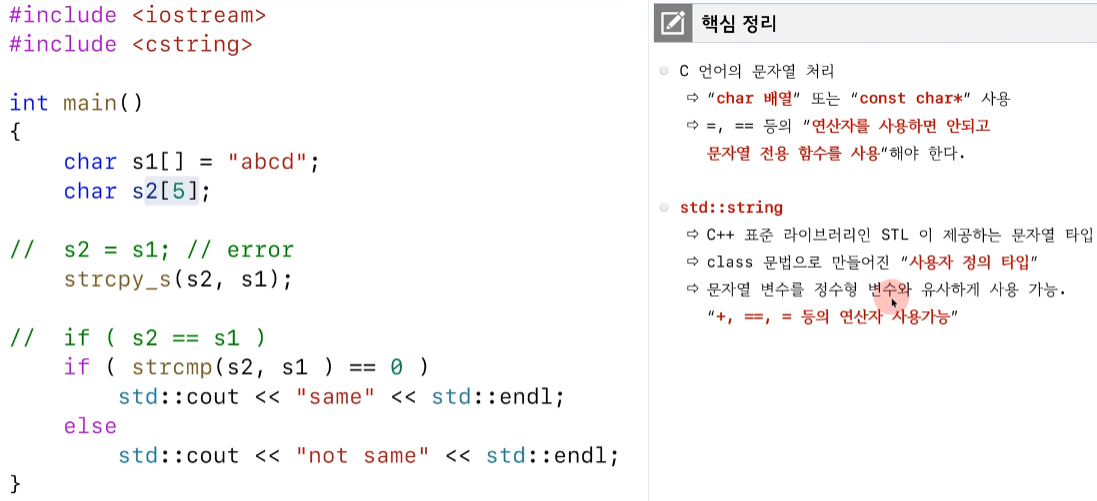 #include <iostream>
#include <cstring>
int main()
{
    char s1[] = "abcd";
    char s2[5];
//  s2 = s1; // error
    strcpy_s(s2, s1);
//  if ( s2 == s1 )
    if ( strcmp(s2, s1 ) == 0 )
        std::cout << "same" << std::endl;
    else
        std::cout << "not same" << std::endl;
}
핵심 정리
C 언어의 문자열 처리
⇨ "char 배열" 또는 "const char*" 사용
⇨ =, == 등의 "연산자를 사용하면 안되고
문자열 전용 함수를 사용"해야 한다.
std::string
⇨ C++ 표준 라이브러리인 STL 이 제공하는 문자열 타입
⇨ class 문법으로 만들어진 "사용자 정의 타입"
⇨ 문자열 변수를 정수형 변수와 유사하게 사용 가능.
"+, ==, = 등의 연산자 사용가능"